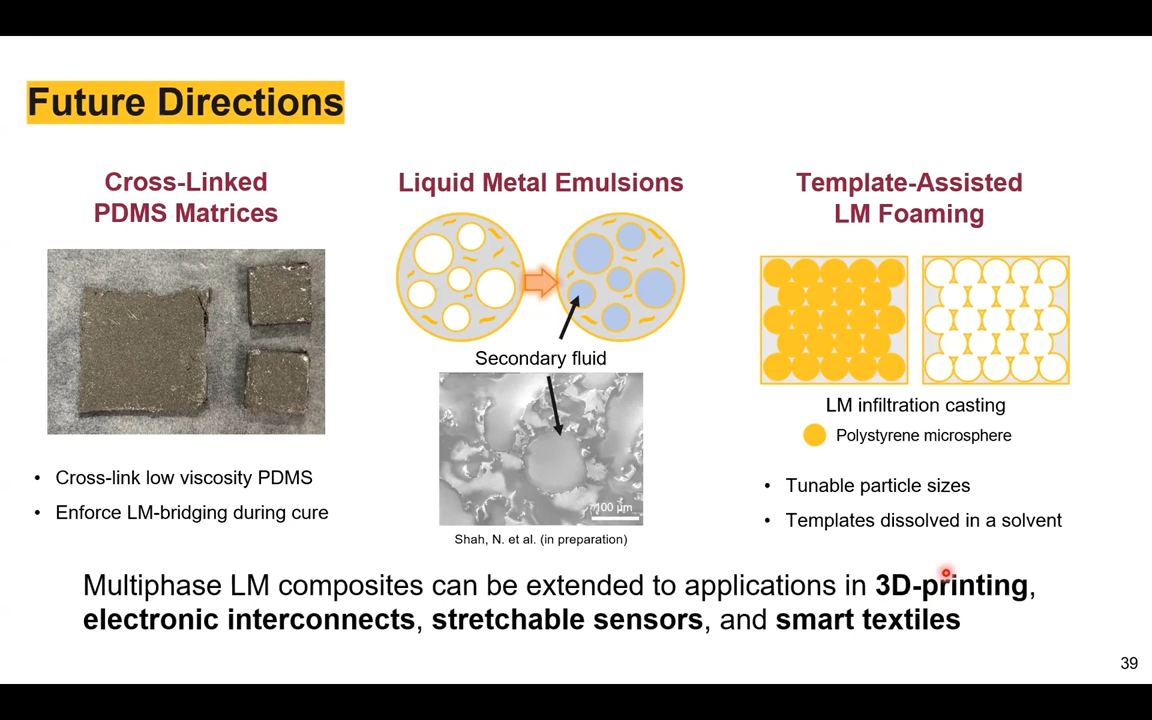 Future Directions
Cross-Linked
PDMS Matrices
• Cross-link low viscosity PDMS
• Enforce LM-bridging during cure
Liquid Metal Emulsions
Secondary fluid
100 μm
Shah, N. et al. (in preparation)
Template-Assisted
LM Foaming
LM infiltration casting
Polystyrene microsphere
• Tunable particle sizes
• Templates dissolved in a solvent
Multiphase LM composites can be extended to applications in 3D-printing,
electronic interconnects, stretchable sensors, and smart textiles
39